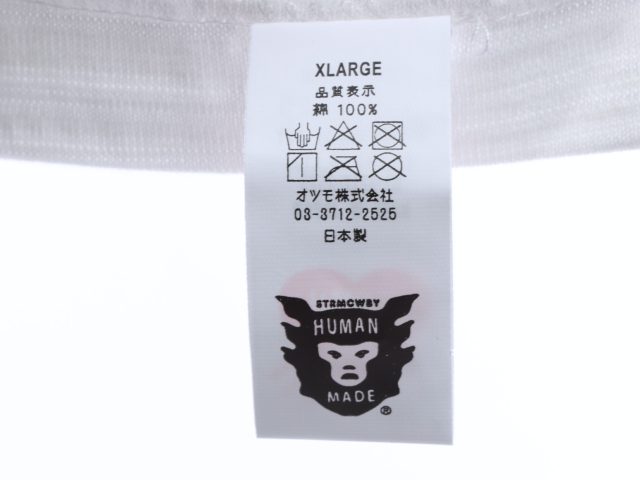 XLARGE
品質表示
綿 100%
オツモ株式会社
03-3712-2525
日本製
STRMCWBY
HUMAN
MADE
®